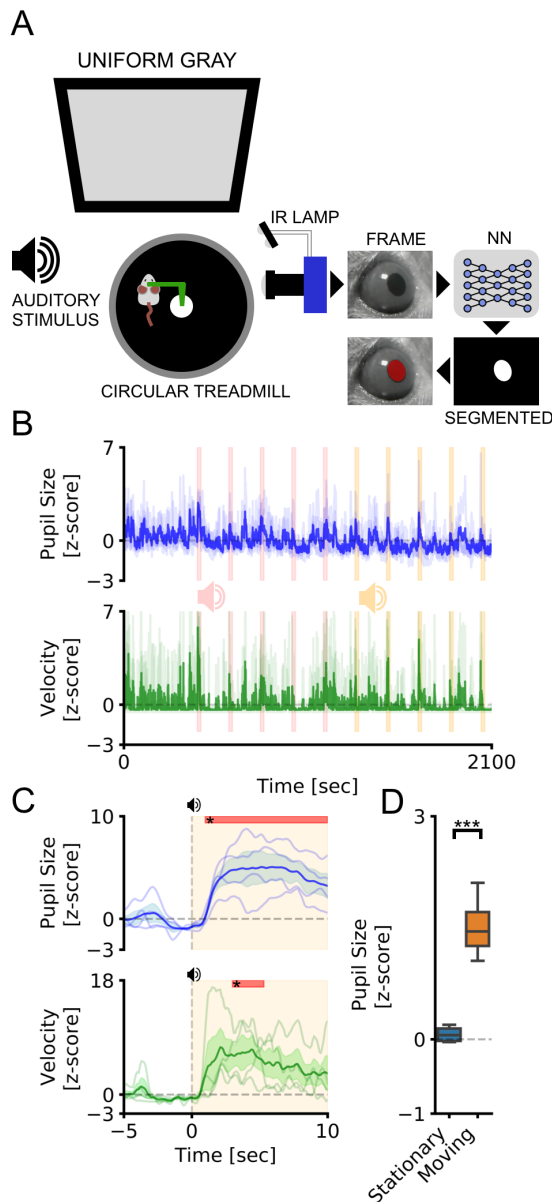 A
UNIFORM GRAY
IR LAMP
FRAME
NN
AUDITORY
STIMULUS
CIRCULAR TREADMILL
SEGMENTED
B
Pupil Size
[z-score]
7
0
−3
Velocity
[z-score]
7
0
−3
0
2100
Time [sec]
C
Pupil Size
[z-score]
10
0
−3
*
Velocity
[z-score]
18
0
−3
*
−5
0
10
Time [sec]
D
Pupil Size
[z-score]
3
0
−1
***
Stationary
Moving